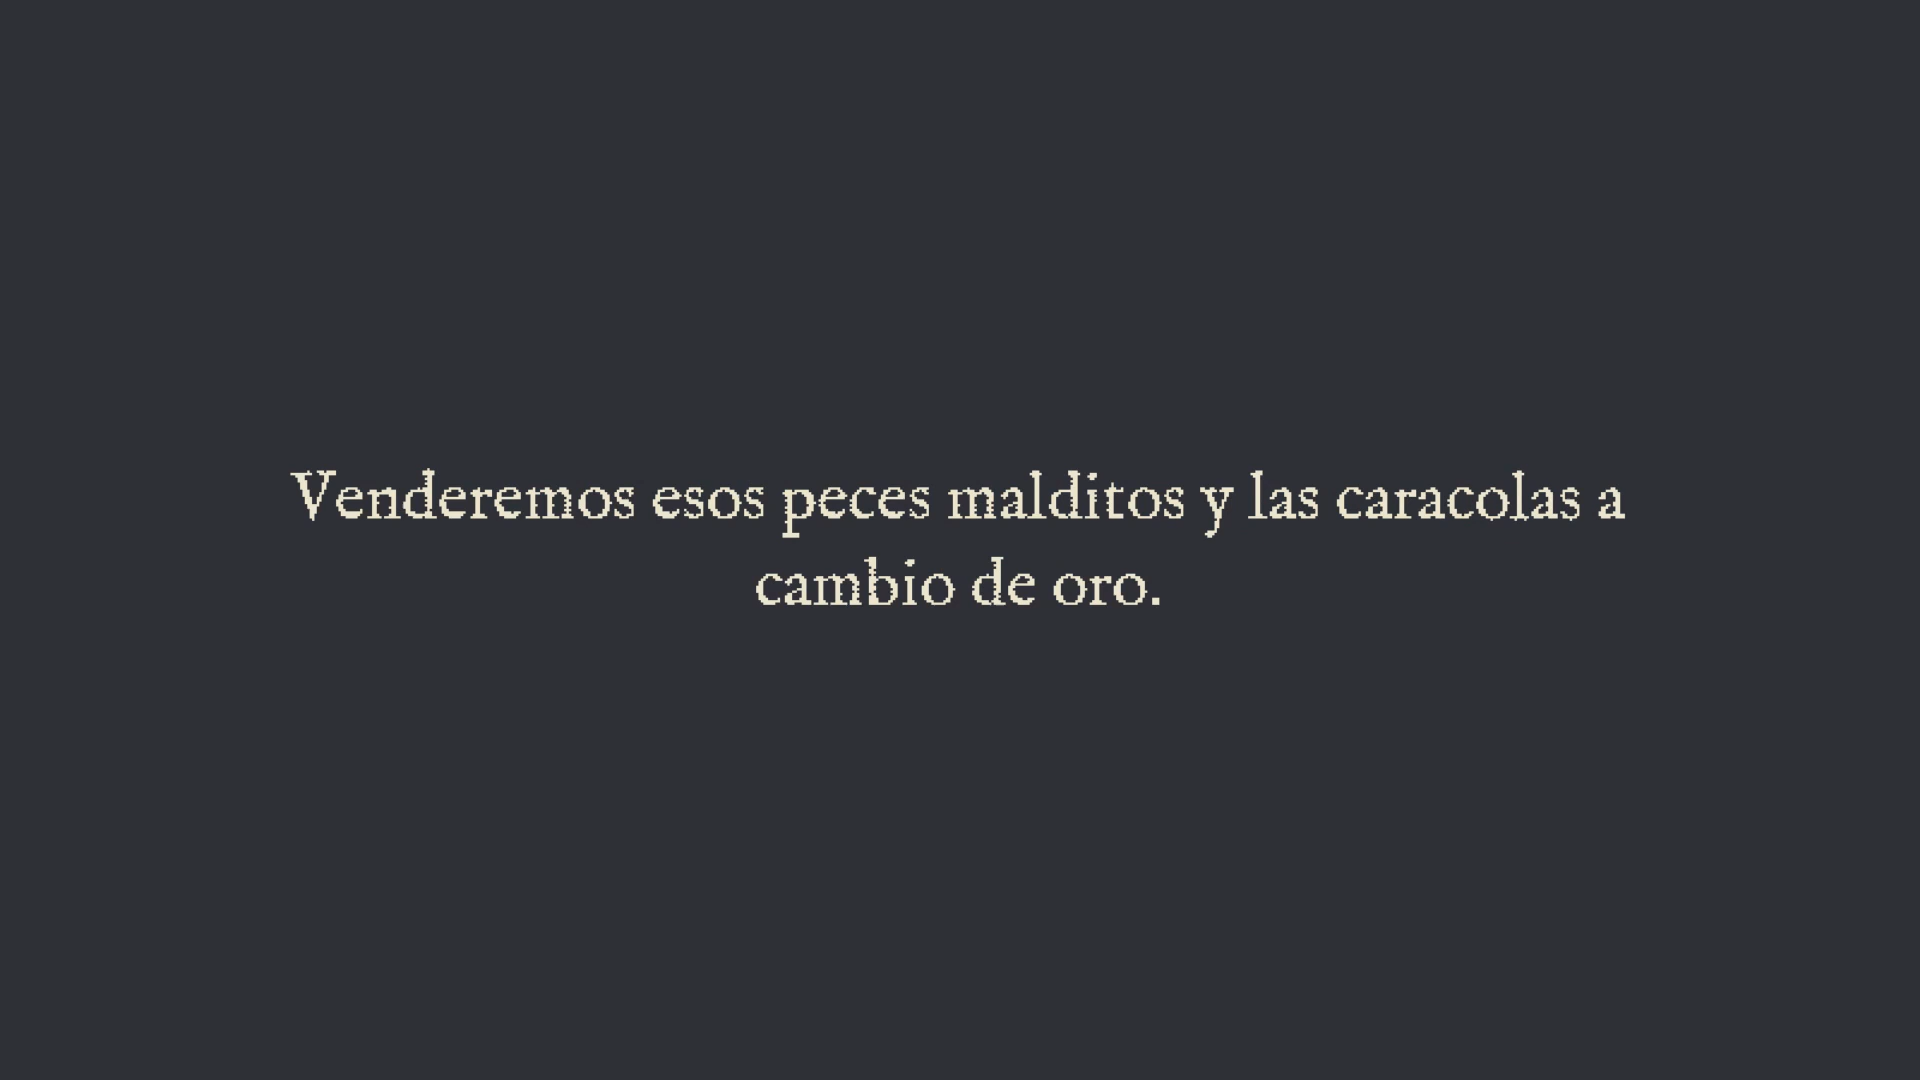 Venderemos esos peces malditos y las caracolas a
cambio de oro.